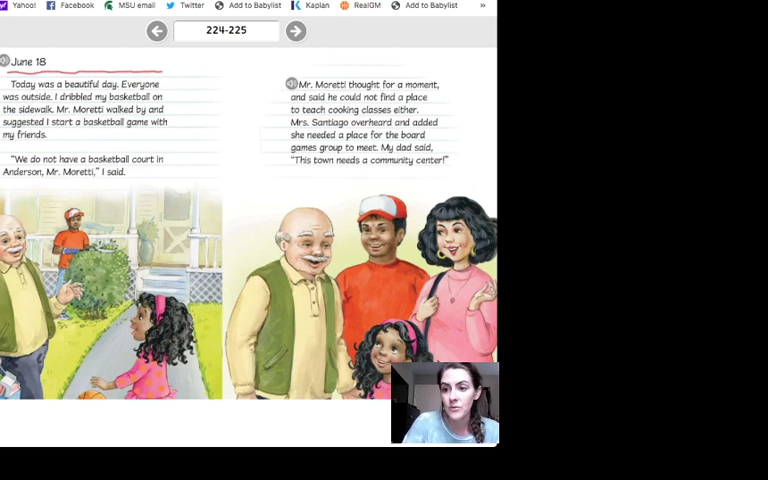 Yahoo! Facebook MSU email Twitter Add to Babylist Kaplan RealGM Add to Babylist »
224-225
June 18
Today was a beautiful day. Everyone
was outside. I dribbled my basketball on
the sidewalk. Mr. Moretti walked by and
suggested I start a basketball game with
my friends.
“We do not have a basketball court in
Anderson, Mr. Moretti,” I said.
Mr. Moretti thought for a moment,
and said he could not find a place
to teach cooking classes either.
Mrs. Santiago overheard and added
she needed a place for the board
games group to meet. My dad said,
“This town needs a community center!”